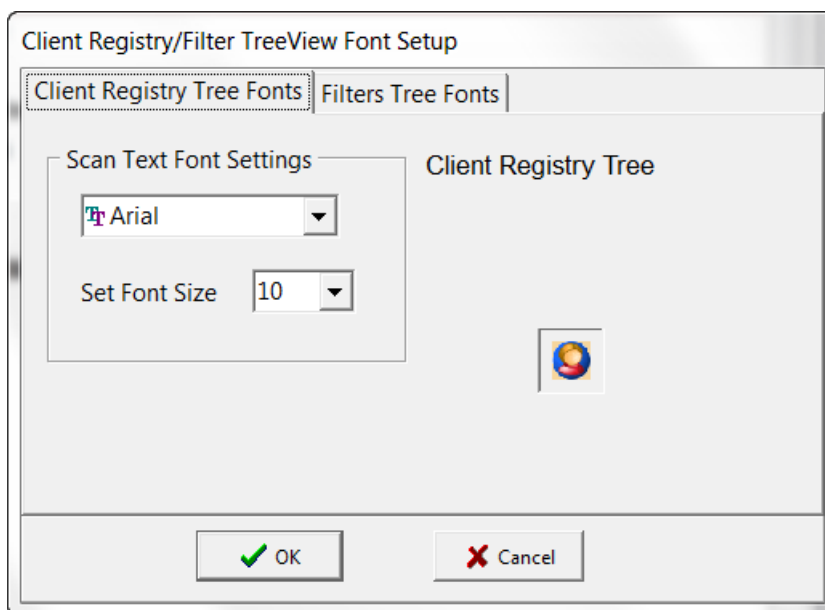 Client Registry/Filter TreeView Font Setup
Client Registry Tree Fonts
Filters Tree Fonts
Scan Text Font Settings
Client Registry Tree
Arial
Set Font Size
10
OK
Cancel